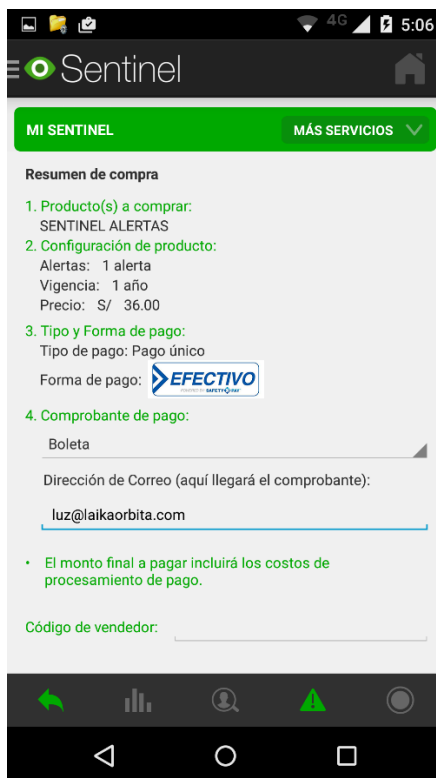 4G 5:06
Sentinel
MI SENTINEL MÁS SERVICIOS
Resumen de compra
1. Producto(s) a comprar:
SENTINEL ALERTAS
2. Configuración de producto:
Alertas: 1 alerta
Vigencia: 1 año
Precio: S/ 36.00
3. Tipo y Forma de pago:
Tipo de pago: Pago único
Forma de pago: EFECTIVO
POWERED BY SAFETYPAY
4. Comprobante de pago:
Boleta
Dirección de Correo (aquí llegará el comprobante):
luz@laikaorbita.com
• El monto final a pagar incluirá los costos de
procesamiento de pago.
Código de vendedor: